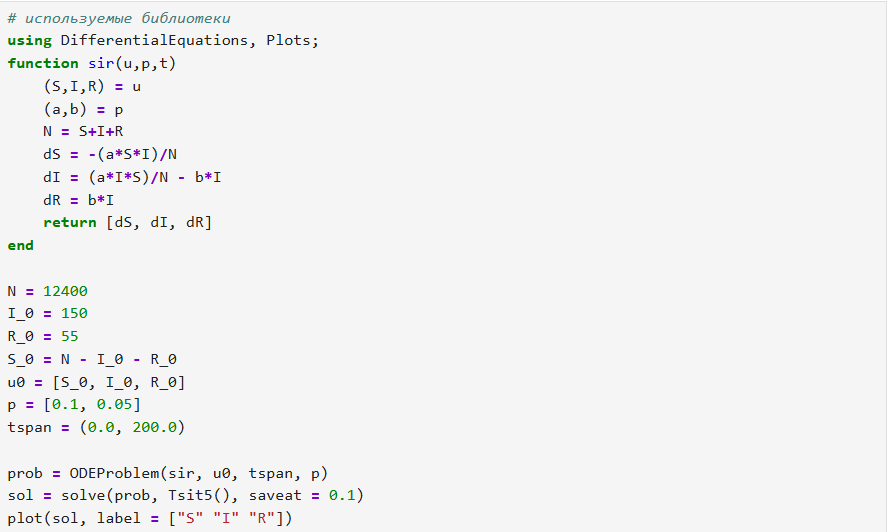 # используемые библиотеки
using DifferentialEquations, Plots;
function sir(u,p,t)
    (S,I,R) = u
    (a,b) = p
    N = S+I+R
    dS = -(a*S*I)/N
    dI = (a*I*S)/N - b*I
    dR = b*I
    return [dS, dI, dR]
end

N = 12400
I_0 = 150
R_0 = 55
S_0 = N - I_0 - R_0
u0 = [S_0, I_0, R_0]
p = [0.1, 0.05]
tspan = (0.0, 200.0)

prob = ODEProblem(sir, u0, tspan, p)
sol = solve(prob, Tsit5(), saveat = 0.1)
plot(sol, label = ["S" "I" "R"])